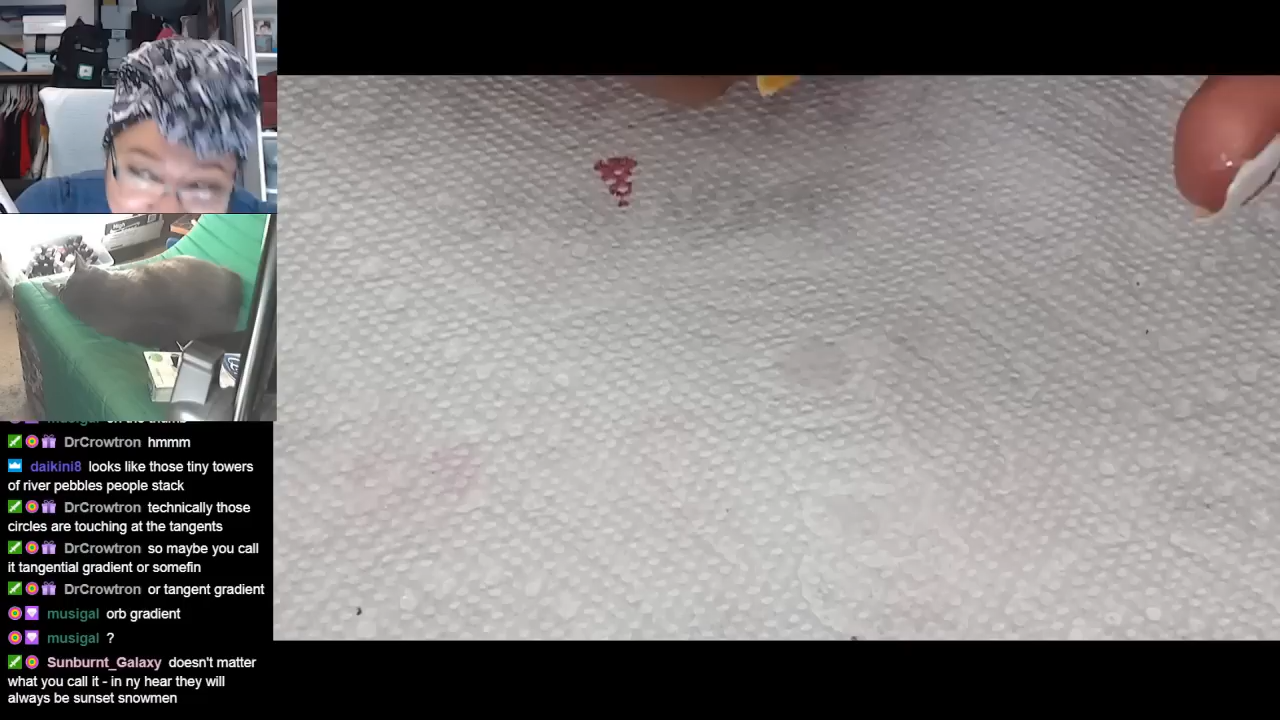 DrCrowtron hmmm
daikini8 looks like those tiny towers
of river pebbles people stack
DrCrowtron technically those
circles are touching at the tangents
DrCrowtron so maybe you call
it tangential gradient or somefin
DrCrowtron or tangent gradient
musigal orb gradient
musigal ?
Sunburnt_Galaxy doesn't matter
what you call it - in ny hear they will
always be sunset snowmen